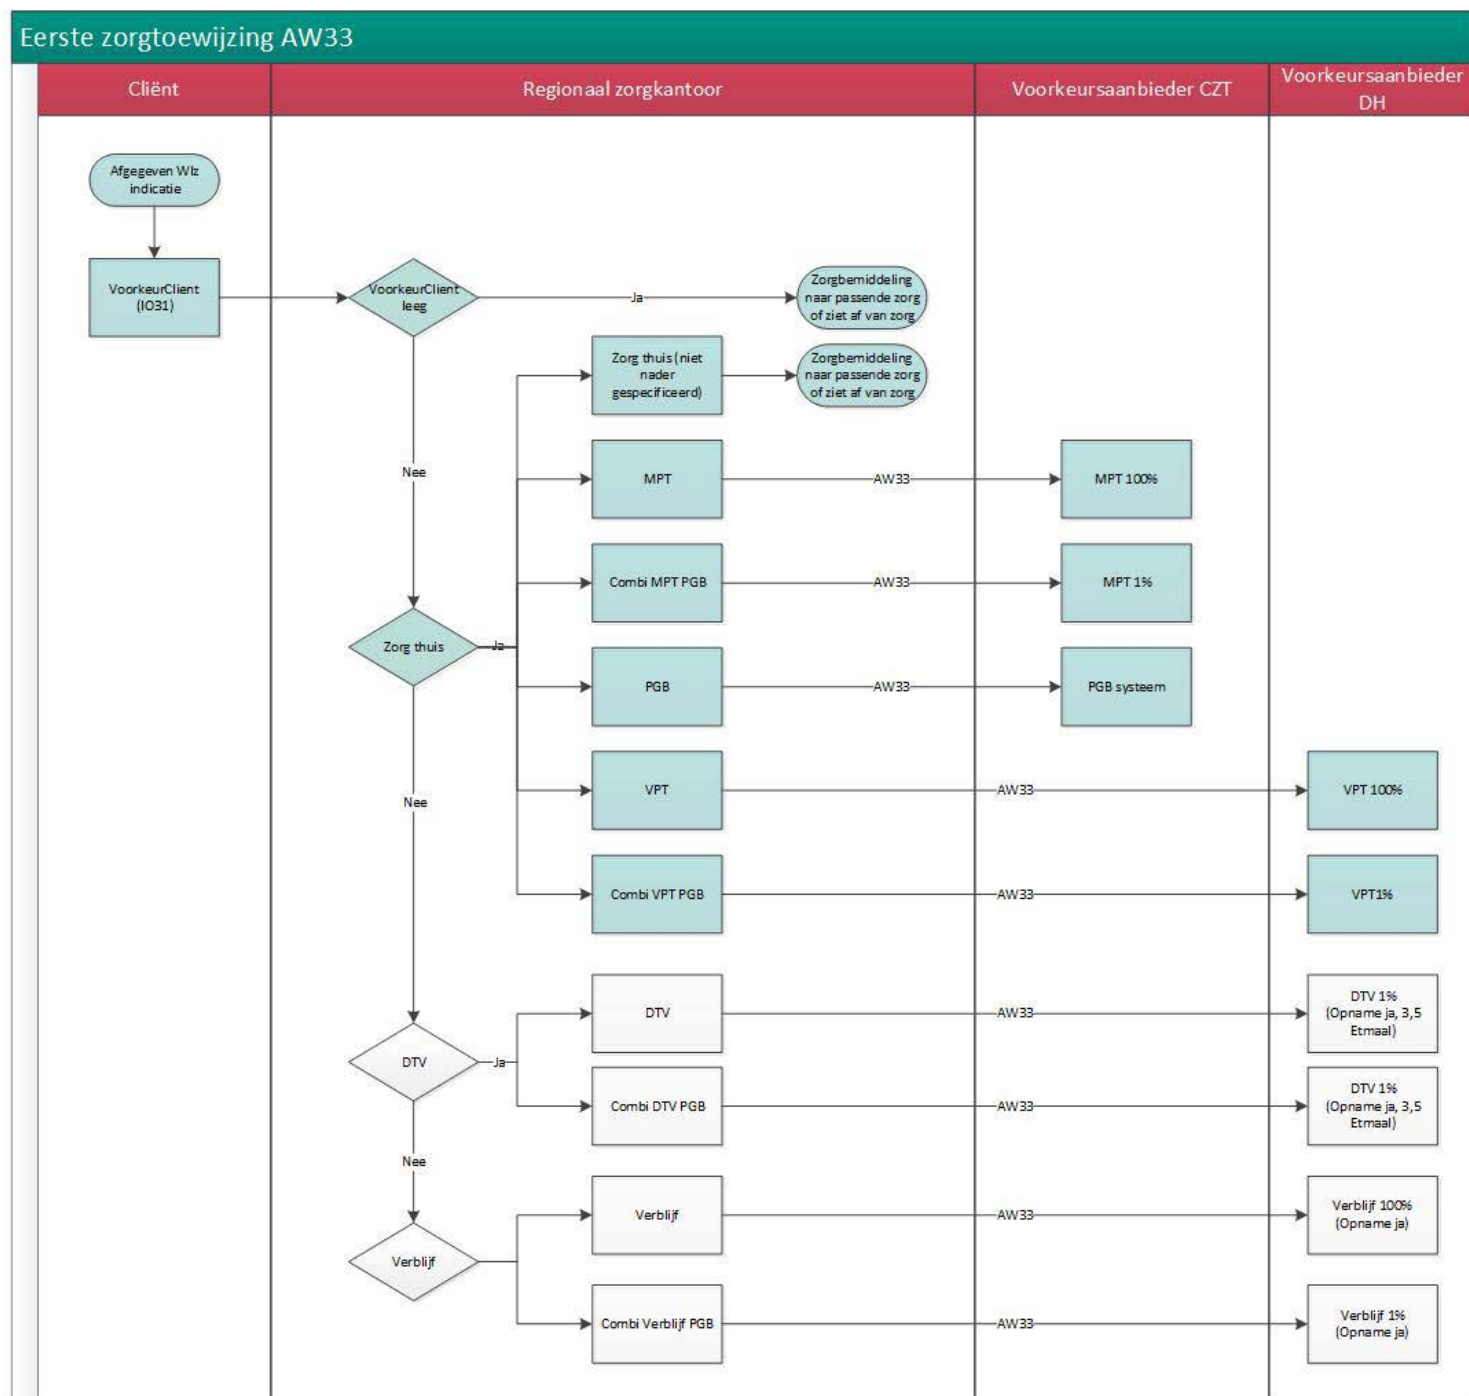 Eerste zorgtoewijzing AW33
Cliënt
Regionaal zorgkantoor
Voorkeursaanbieder CZT
Voorkeursaanbieder
DH
Afgegeven Wlz
indicatie
VoorkeurClient
(IO31)
VoorkeurClient
leeg
Ja
Zorgbemiddeling
naar passende zorg
of ziet af van zorg
Zorg thuis (niet
nader
gespecificeerd)
Zorgbemiddeling
naar passende zorg
of ziet af van zorg
Nee
MPT
AW33
MPT 100%
Combi MPT PGB
AW33
MPT 1%
Zorg thuis
Ja
PGB
AW33
PGB systeem
Nee
VPT
AW33
VPT 100%
Combi VPT PGB
AW33
VPT1%
DTV
Ja
DTV
AW33
DTV 1%
(Opname ja, 3,5
Etmaal)
Combi DTV PGB
AW33
DTV 1%
(Opname ja, 3,5
Etmaal)
Nee
Verblijf
Verblijf
AW33
Verblijf 100%
(Opname ja)
Combi Verblijf PGB
AW33
Verblijf 1%
(Opname ja)